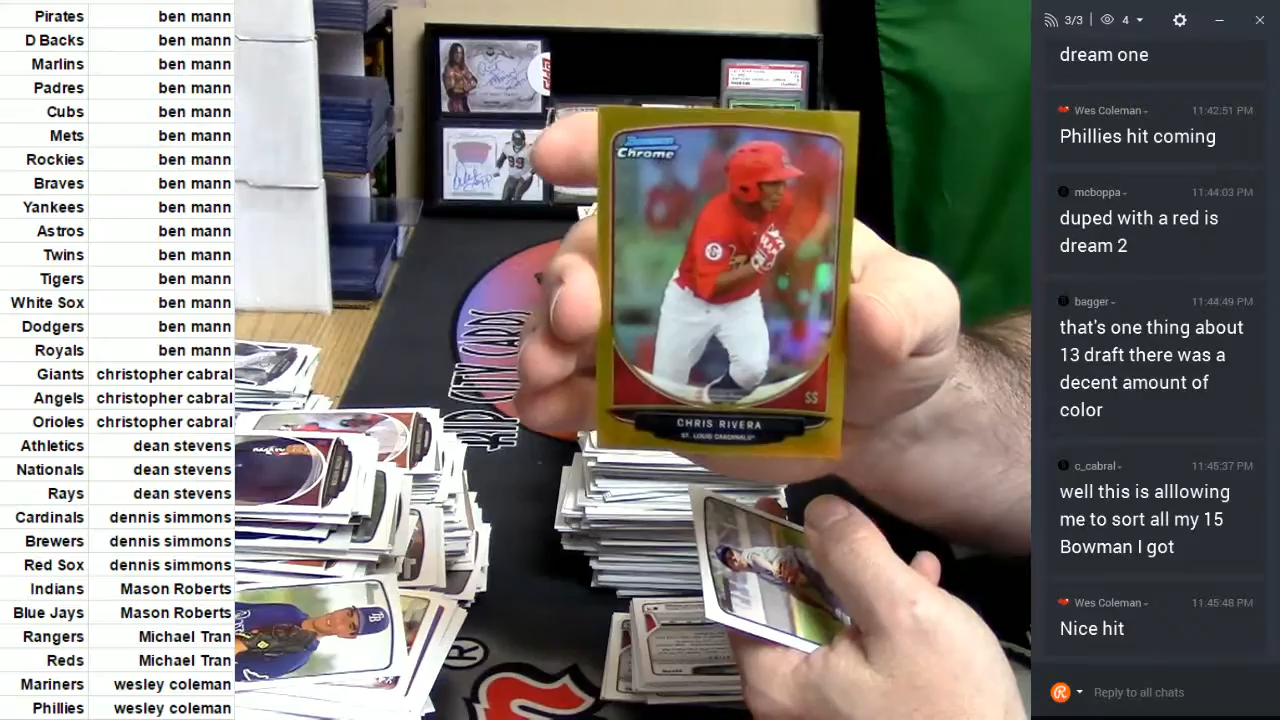 Pirates ben mann
D Backs ben mann
Marlins ben mann
Padres ben mann
Cubs ben mann
Mets ben mann
Rockies ben mann
Braves ben mann
Yankees ben mann
Astros ben mann
Twins ben mann
Tigers ben mann
White Sox ben mann
Dodgers ben mann
Royals ben mann
Giants christopher cabral
Angels christopher cabral
Orioles christopher cabral
Athletics dean stevens
Nationals dean stevens
Rays dean stevens
Cardinals dennis simmons
Brewers dennis simmons
Red Sox dennis simmons
Indians Mason Roberts
Blue Jays Mason Roberts
Rangers Michael Tran
Reds Michael Tran
Mariners wesley coleman
Phillies wesley coleman
99
Chrome
6
SS
CHRIS RIVERA
ST. LOUIS CARDINALS
RIP CITY CARDS
3/3 4
dream one
Wes Coleman 11:42:51 PM
Phillies hit coming
mcboppa 11:44:03 PM
duped with a red is
dream 2
bagger 11:44:49 PM
that's one thing about
13 draft there was a
decent amount of
color
c_cabral 11:45:37 PM
well this is alllowing
me to sort all my 15
Bowman I got
Wes Coleman 11:45:48 PM
Nice hit
Reply to all chats